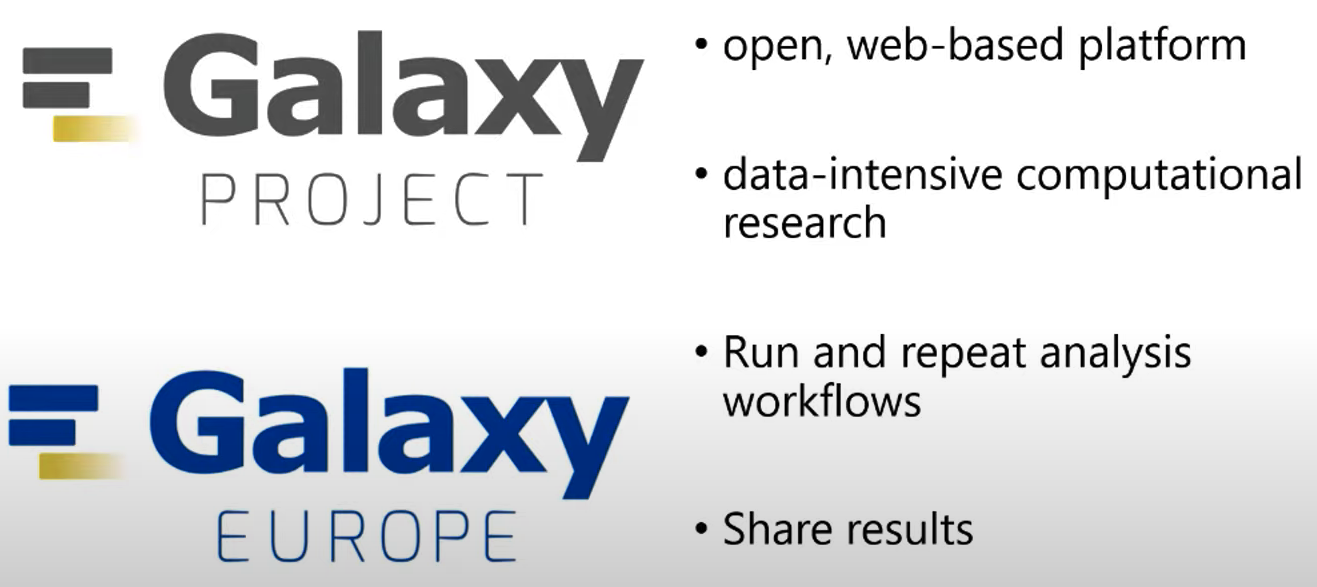 Galaxy
PROJECT
• open, web-based platform
• data-intensive computational
research
Galaxy
EUROPE
• Run and repeat analysis
workflows
• Share results